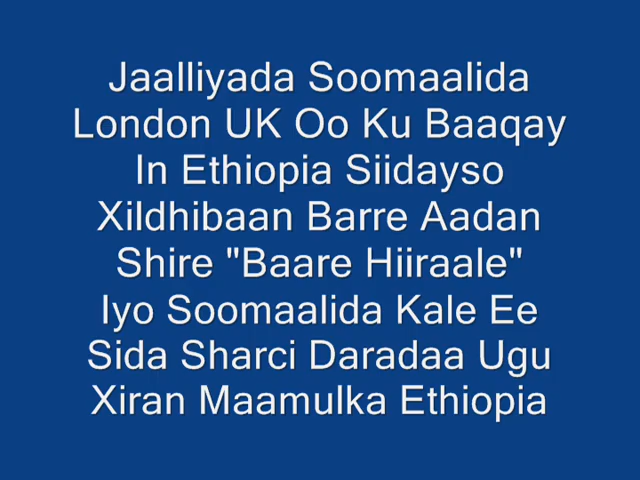 Jaalliyada Soomaalida
London UK Oo Ku Baaqay
In Ethiopia Siidayso
Xildhibaan Barre Aadan
Shire "Baare Hiiraale"
Iyo Soomaalida Kale Ee
Sida Sharci Daradaa Ugu
Xiran Maamulka Ethiopia